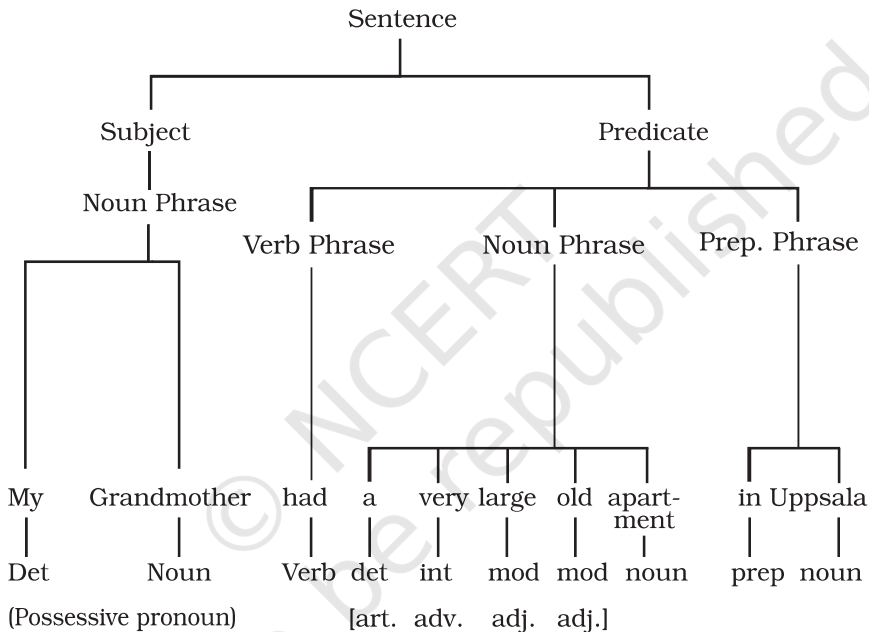 Sentence
Subject Predicate
Noun Phrase
Verb Phrase Noun Phrase Prep. Phrase
My Grandmother had a very large old apart-
ment in Uppsala
Det Noun Verb det int mod mod noun prep noun
(Possessive pronoun) [art. adv. adj. adj.]
© NCERT
be republished